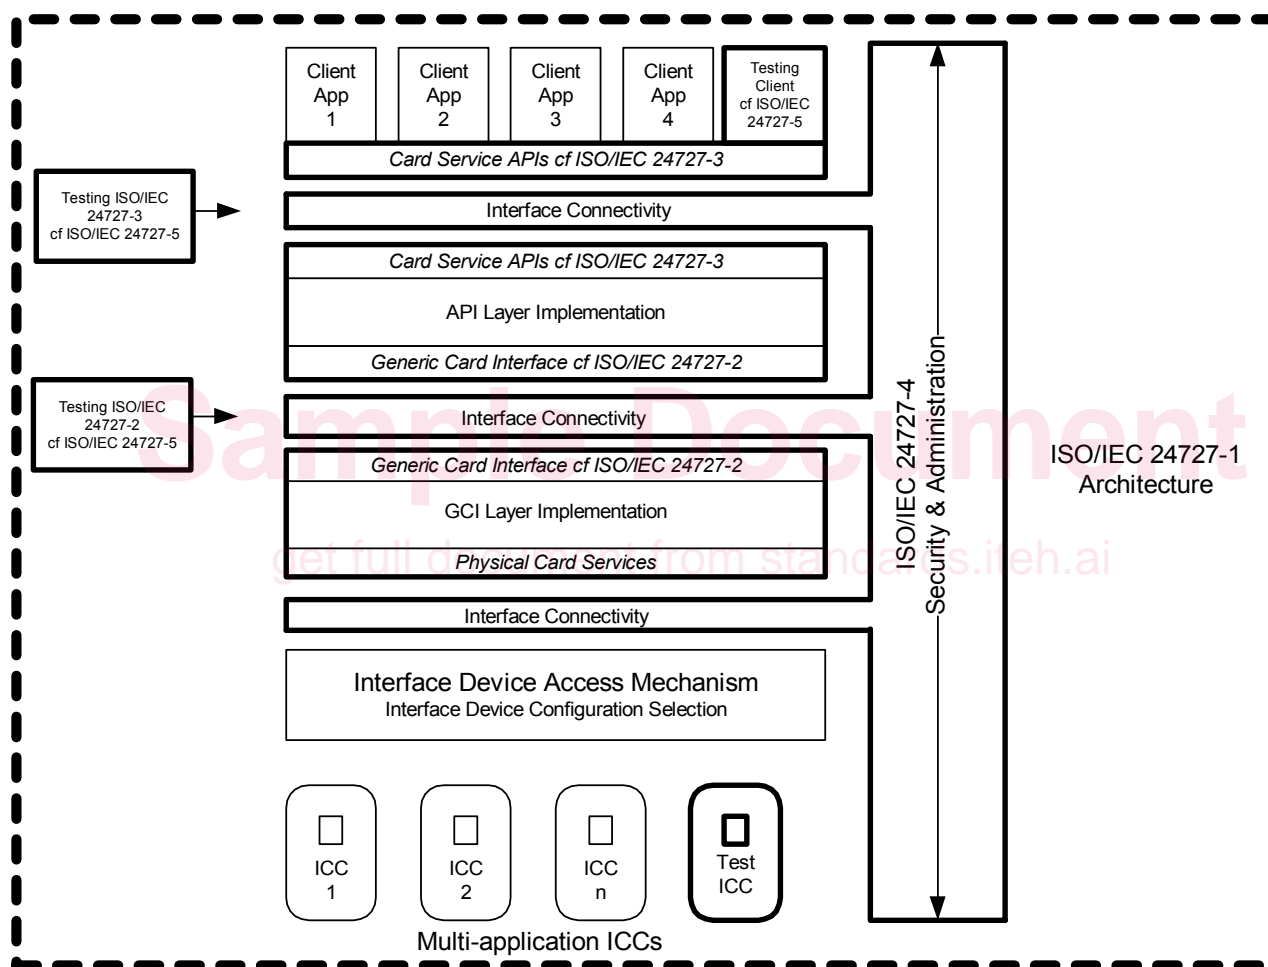 Client
App
1
Client
App
2
Client
App
3
Client
App
4
Testing
Client
cf ISO/IEC
24727-5
Card Service APIs cf ISO/IEC 24727-3
Testing ISO/IEC
24727-3
cf ISO/IEC 24727-5
Interface Connectivity
Card Service APIs cf ISO/IEC 24727-3
API Layer Implementation
Generic Card Interface cf ISO/IEC 24727-2
Testing ISO/IEC
24727-2
cf ISO/IEC 24727-5
Interface Connectivity
Generic Card Interface cf ISO/IEC 24727-2
GCI Layer Implementation
Physical Card Services
Interface Connectivity
Interface Device Access Mechanism
Interface Device Configuration Selection
ICC
1
ICC
2
ICC
n
Test
ICC
Multi-application ICCs
ISO/IEC 24727-4
Security & Administration
ISO/IEC 24727-1
Architecture
Sample Document
get full document from standards.iteh.ai